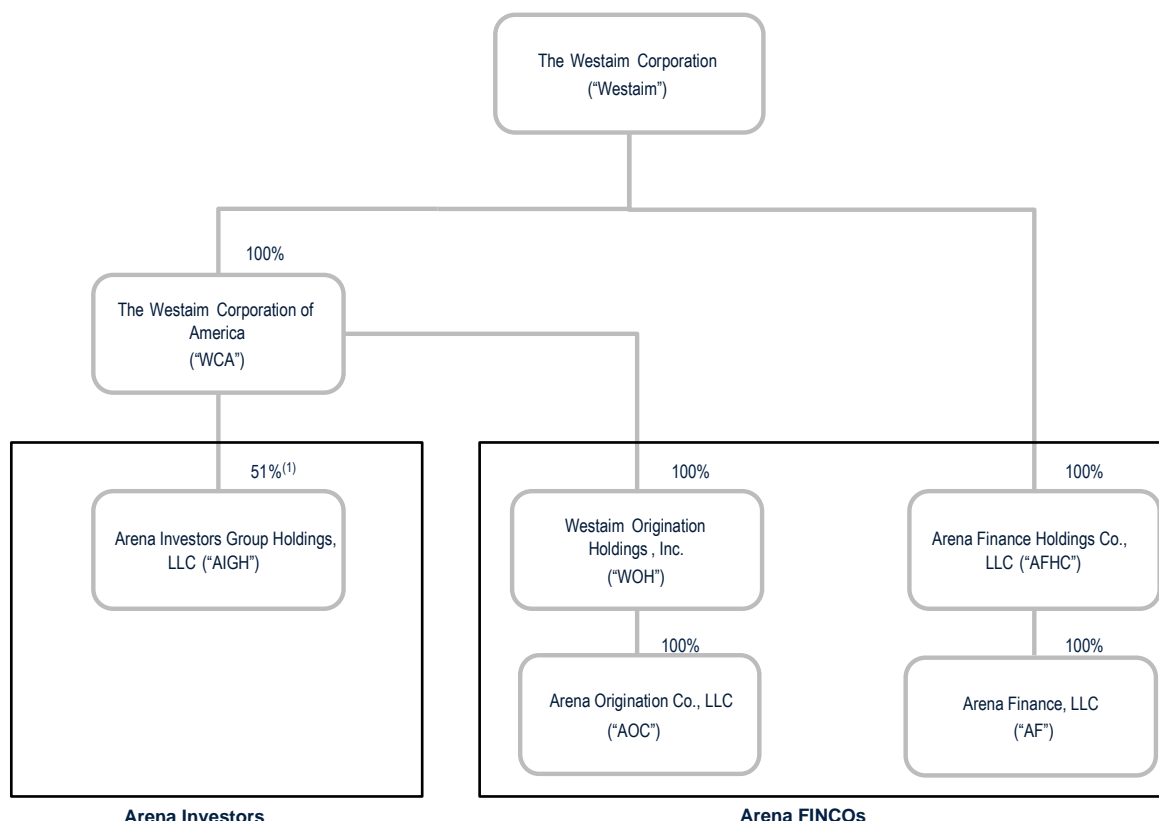 The Westaim Corporation
(“Westaim”)
100%
The Westaim Corporation of
America
(“WCA”)
51%(1)
100%
100%
Arena Investors Group Holdings,
LLC (“AIGH”)
Westaim Origination
Holdings , Inc.
(“WOH”)
Arena Finance Holdings Co.,
LLC (“AFHC”)
100%
100%
Arena Origination Co., LLC
(“AOC”)
Arena Finance, LLC
(“AF”)
Arena Investors
Arena FINCOs